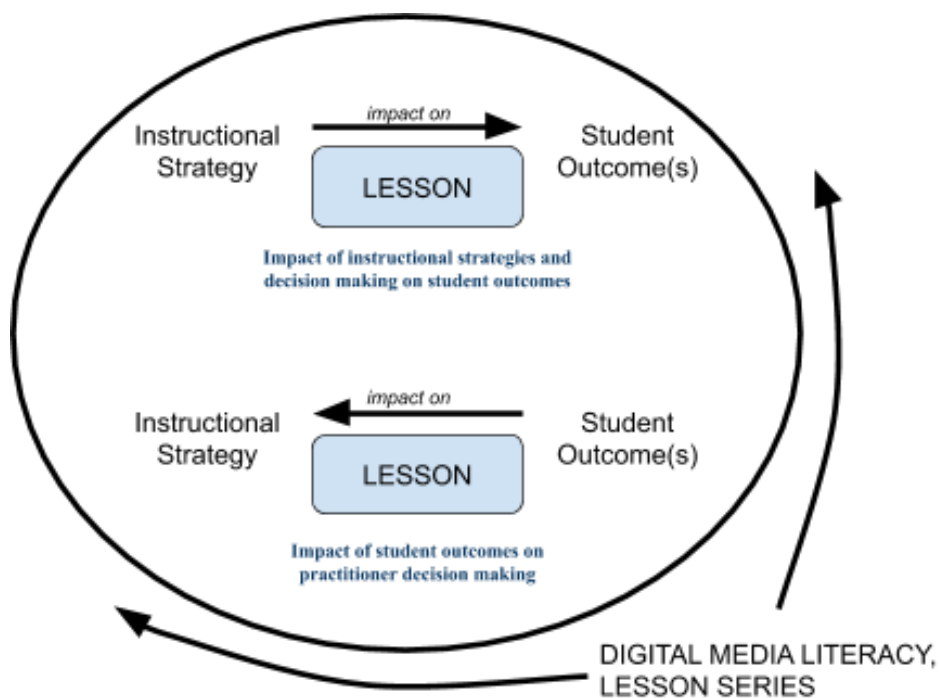 impact on
Instructional
Strategy
Student
Outcome(s)
LESSON
Impact of instructional strategies and
decision making on student outcomes
impact on
Instructional
Strategy
Student
Outcome(s)
LESSON
Impact of student outcomes on
practitioner decision making
DIGITAL MEDIA LITERACY,
LESSON SERIES